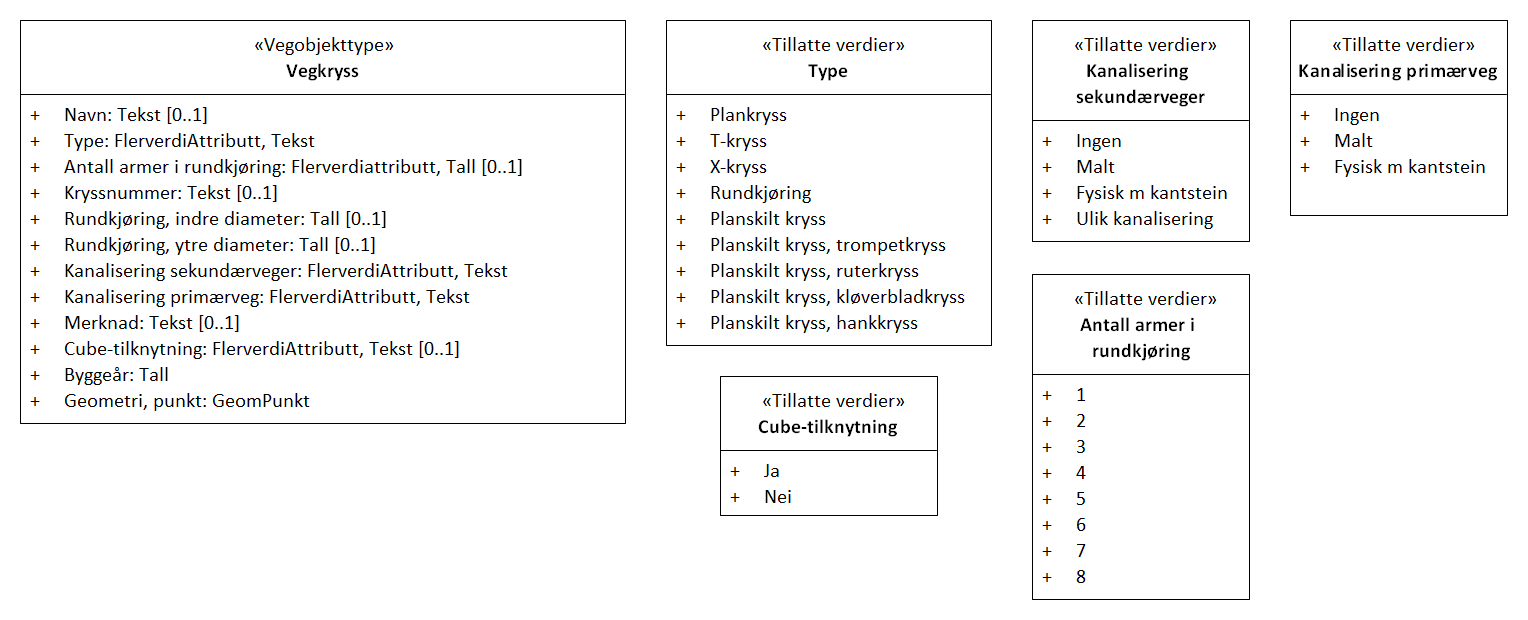 «Vegobjekttype»
Vegkryss
+ Navn: Tekst [0..1]
+ Type: FlerverdiAttributt, Tekst
+ Antall armer i rundkjøring: Flerverdiattributt, Tall [0..1]
+ Kryssnummer: Tekst [0..1]
+ Rundkjøring, indre diameter: Tall [0..1]
+ Rundkjøring, ytre diameter: Tall [0..1]
+ Kanalisering sekundærveger: FlerverdiAttributt, Tekst
+ Kanalisering primærveg: FlerverdiAttributt, Tekst
+ Merknad: Tekst [0..1]
+ Cube-tilknytning: FlerverdiAttributt, Tekst [0..1]
+ Byggeår: Tall
+ Geometri, punkt: GeomPunkt
«Tillatte verdier»
Type
+ Plankryss
+ T-kryss
+ X-kryss
+ Rundkjøring
+ Planskilt kryss
+ Planskilt kryss, trompetkryss
+ Planskilt kryss, ruterkryss
+ Planskilt kryss, kløverbladkryss
+ Planskilt kryss, hankkryss
«Tillatte verdier»
Cube-tilknytning
+ Ja
+ Nei
«Tillatte verdier»
Kanalisering
sekundærveger
+ Ingen
+ Malt
+ Fysisk m kantstein
+ Ulik kanalisering
«Tillatte verdier»
Antall armer i
rundkjøring
+ 1
+ 2
+ 3
+ 4
+ 5
+ 6
+ 7
+ 8
«Tillatte verdier»
Kanalisering primærveg
+ Ingen
+ Malt
+ Fysisk m kantstein